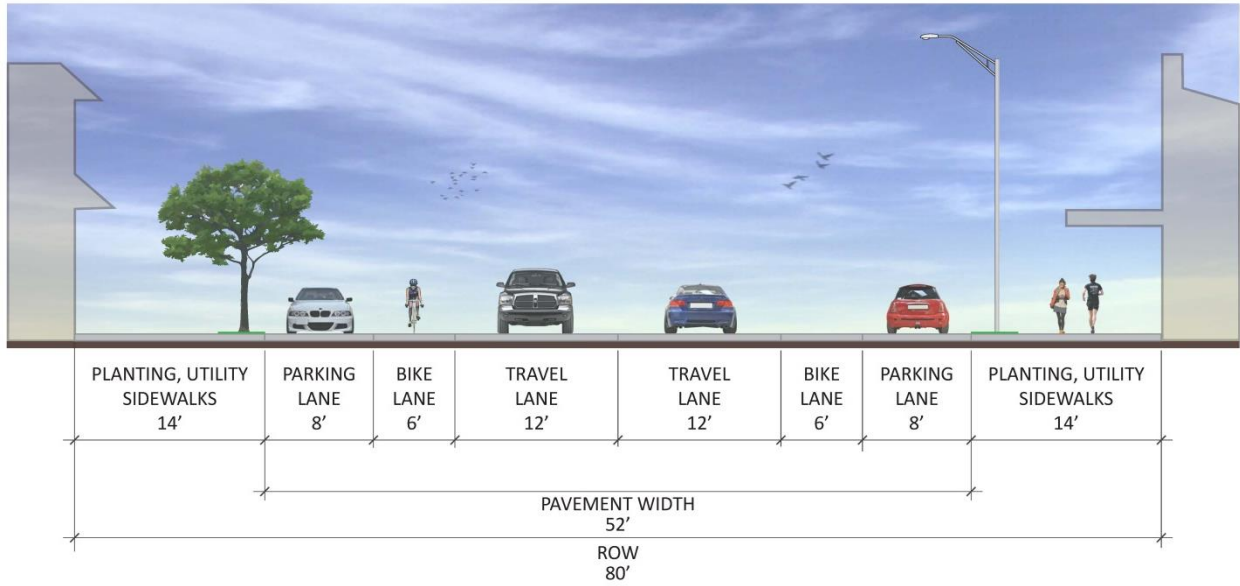 PLANTING, UTILITY
SIDEWALKS
14’
PARKING
LANE
8’
BIKE
LANE
6’
TRAVEL
LANE
12’
TRAVEL
LANE
12’
BIKE
LANE
6’
PARKING
LANE
8’
PLANTING, UTILITY
SIDEWALKS
14’
PAVEMENT WIDTH
52’
ROW
80’